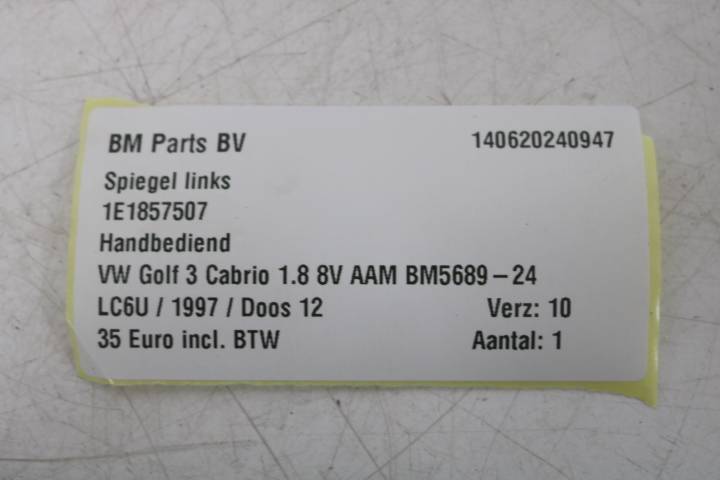 BM Parts BV 140620240947
Spiegel links
1E1857507
Handbediend
VW Golf 3 Cabrio 1.8 8V AAM BM5689-24
LC6U / 1997 / Doos 12 Verz: 10
35 Euro incl. BTW Aantal: 1